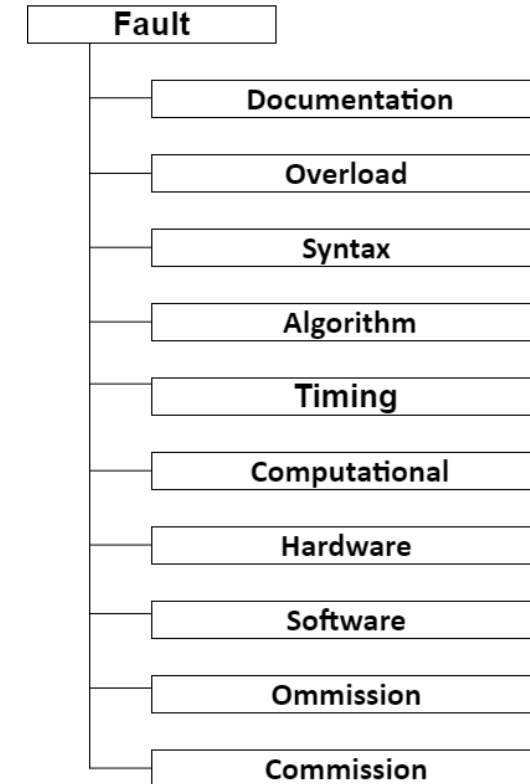 Fault
Documentation
Overload
Syntax
Algorithm
Timing
Computational
Hardware
Software
Ommission
Commission